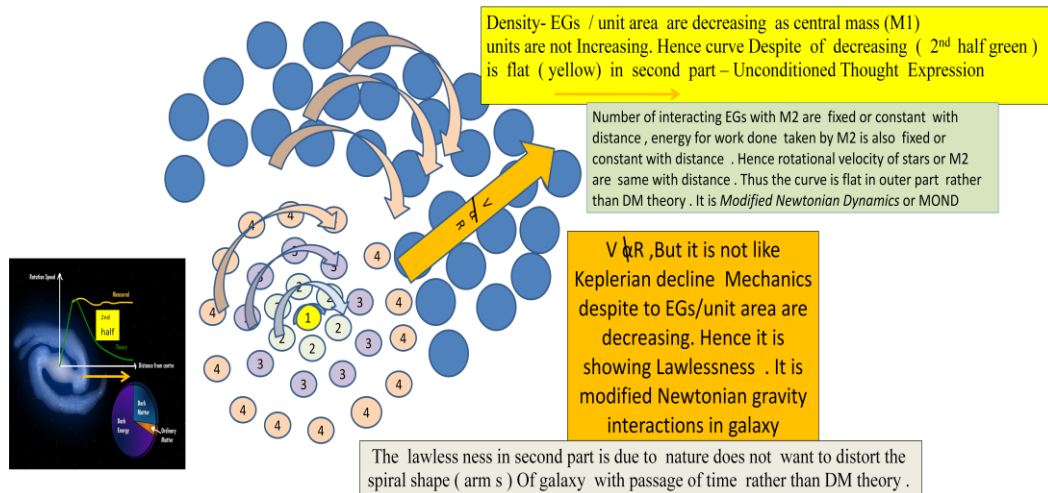 Density- EGs / unit area are decreasing as central mass (M1)
units are not Increasing. Hence curve Despite of decreasing ( 2nd half green )
is flat ( yellow) in second part – Unconditioned Thought Expression
Number of interacting EGs with M2 are fixed or constant with
distance , energy for work done taken by M2 is also fixed or
constant with distance . Hence rotational velocity of stars or M2
are same with distance . Thus the curve is flat in outer part rather
than DM theory . It is Modified Newtonian Dynamics or MOND
V ɸ R
V ɸR ,But it is not like
Keplerian decline Mechanics
despite to EGs/unit area are
decreasing. Hence it is
showing Lawlessness . It is
modified Newtonian gravity
interactions in galaxy
4 4 4
4 3 4
3 3 4
2 2
4 3 2 2 3 4
1
2 2
2 3 4
3 3
3 3
4 4
4 4
4 4
Rotation Speed
Measured
2nd
half
Theory
Distance from centre
Dark
Matter
Dark
Energy
Ordinary
Matter
The lawless ness in second part is due to nature does not want to distort the
spiral shape ( arm s ) Of galaxy with passage of time rather than DM theory .